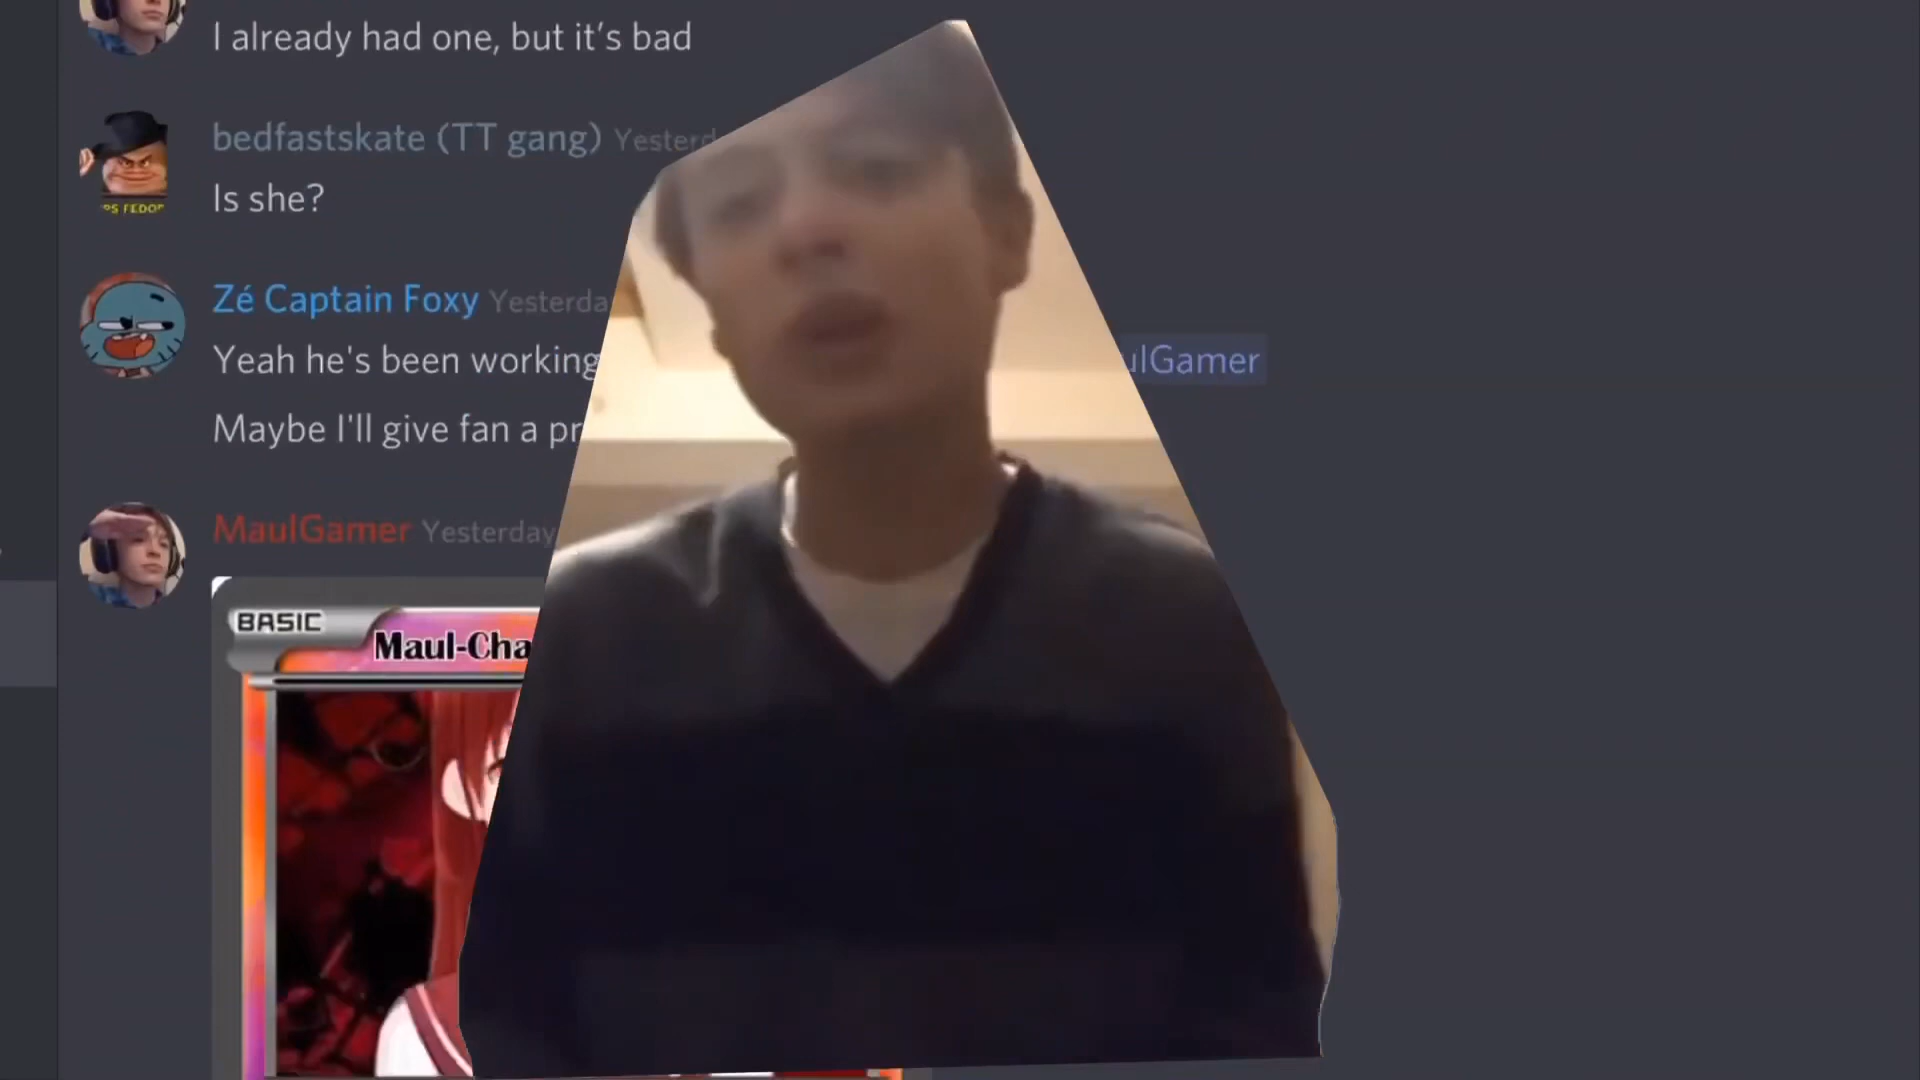 I already had one, but it's bad
bedfastskate (TT gang) Yesterd
Is she?
Zé Captain Foxy Yesterda
Yeah he's been working
ulGamer
Maybe I'll give fan a pr
MaulGamer Yesterday
BASIC
Maul-Cha